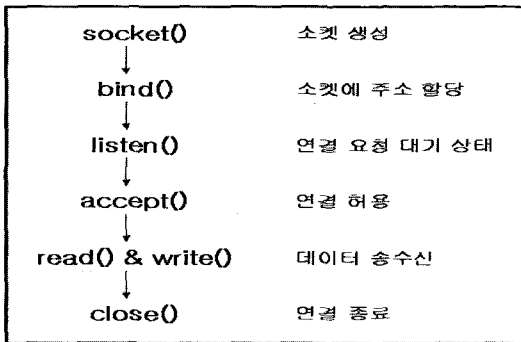 socket() 소켓 생성
bind() 소켓에 주소 할당
listen() 연결 요청 대기 상태
accept() 연결 허용
read() & write() 데이터 송수신
close() 연결 종료